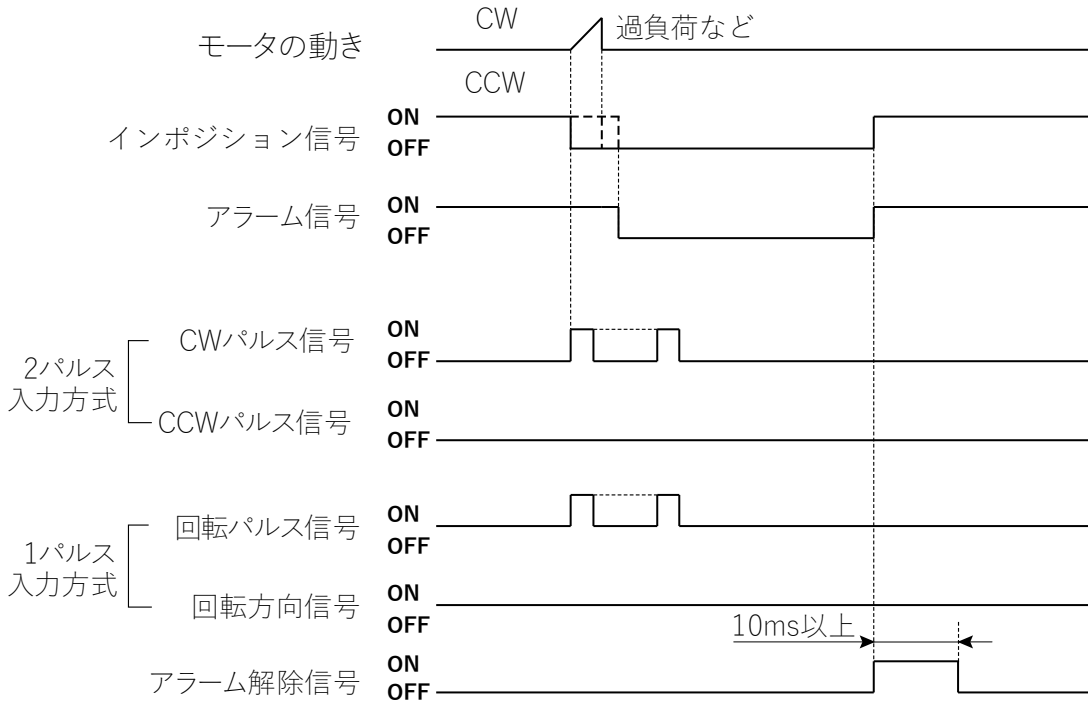 CW
過負荷など
モータの動き
CCW
インポジション信号
ON
OFF
アラーム信号
ON
OFF
2パルス
入力方式
CWパルス信号
ON
OFF
CCWパルス信号
ON
OFF
1パルス
入力方式
回転パルス信号
ON
OFF
回転方向信号
ON
OFF
10ms以上
アラーム解除信号
ON
OFF